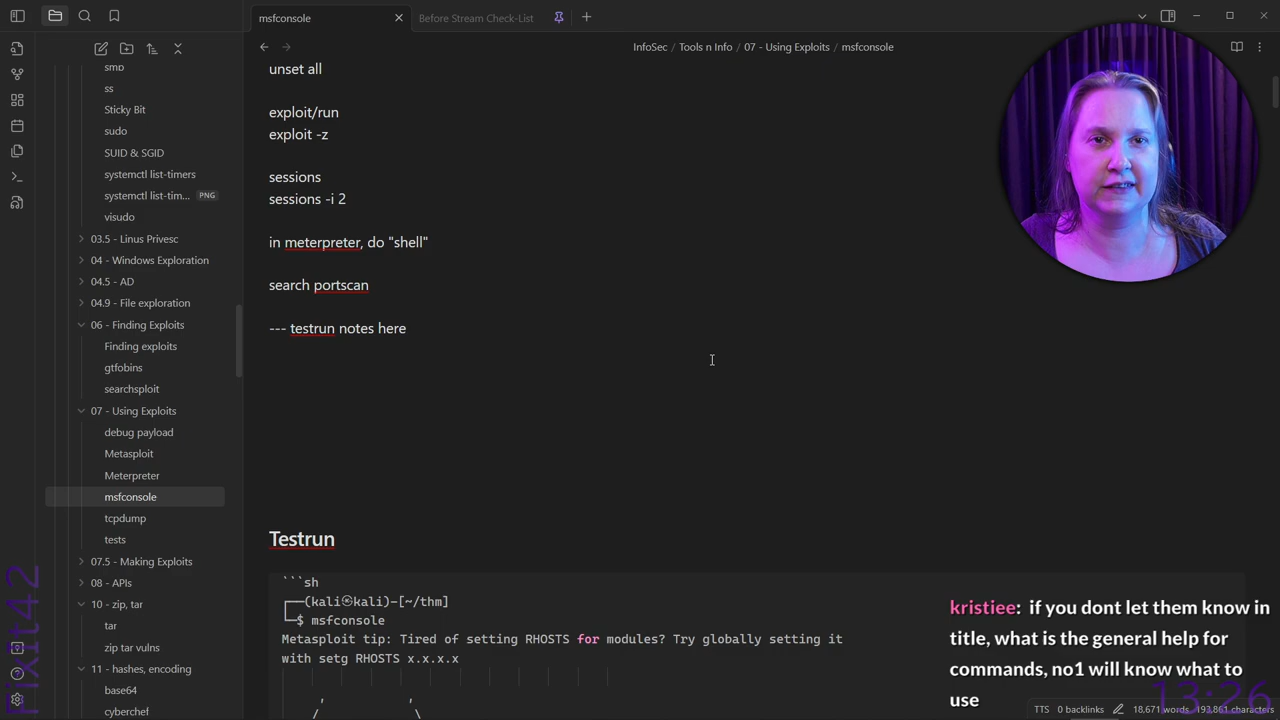 msfconsole
Before Stream Check-List
InfoSec / Tools n Info / 07 - Using Exploits / msfconsole
smb
ss
Sticky Bit
sudo
SUID & SGID
systemctl list-timers
systemctl list-tim... PNG
visudo
03.5 - Linus Privesc
04 - Windows Exploration
04.5 - AD
04.9 - File exploration
06 - Finding Exploits
Finding exploits
gtfobins
searchsploit
07 - Using Exploits
debug payload
Metasploit
Meterpreter
msfconsole
tcpdump
tests
07.5 - Making Exploits
08 - APIs
10 - zip, tar
tar
zip tar vulns
11 - hashes, encoding
base64
cyberchef
unset all
exploit/run
exploit -z
sessions
sessions -i 2
in meterpreter, do "shell"
search portscan
--- testrun notes here
Testrun
```sh
┌──(kali㉿kali)-[~/thm]
└─$ msfconsole
Metasploit tip: Tired of setting RHOSTS for modules? Try globally setting it
with setg RHOSTS x.x.x.x
kristiee: if you dont let them know in
title, what is the general help for
commands, no1 will know what to
use
Fixit42
13:26
TTS 0 backlinks 18,671 words 193,861 characters